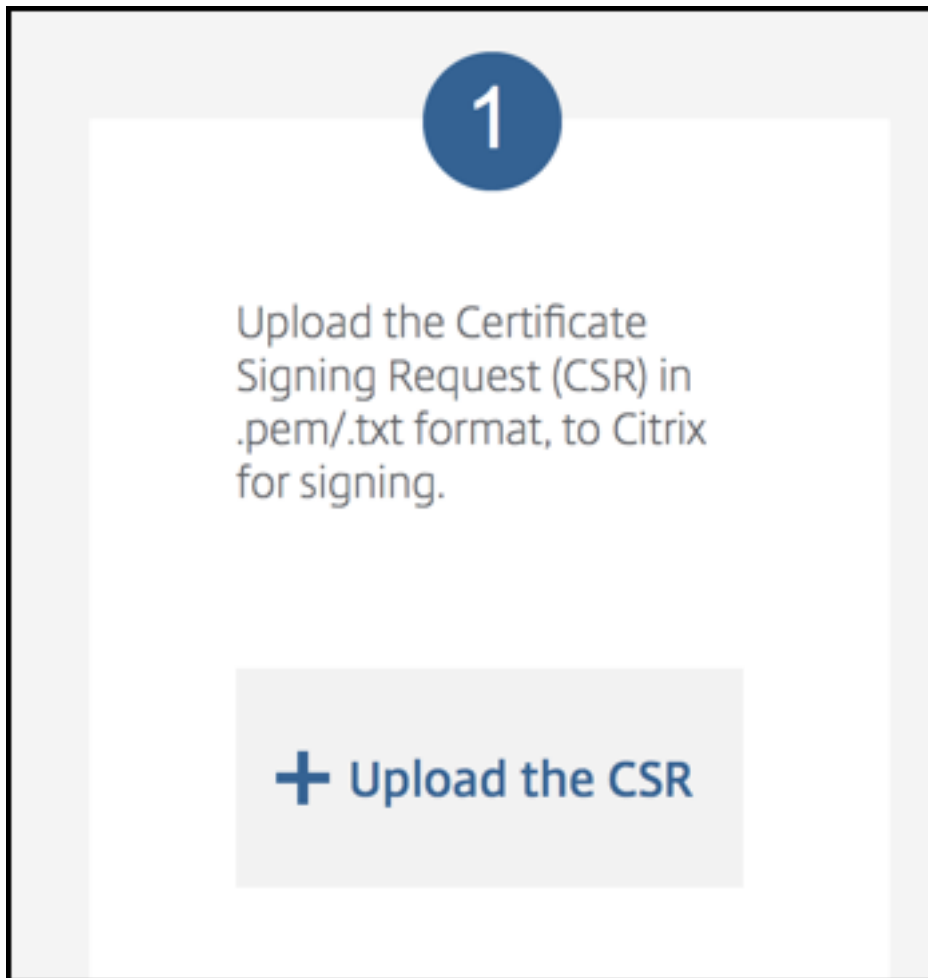 1
Upload the Certificate
Signing Request (CSR) in
.pem/.txt format, to Citrix
for signing.
+ Upload the CSR